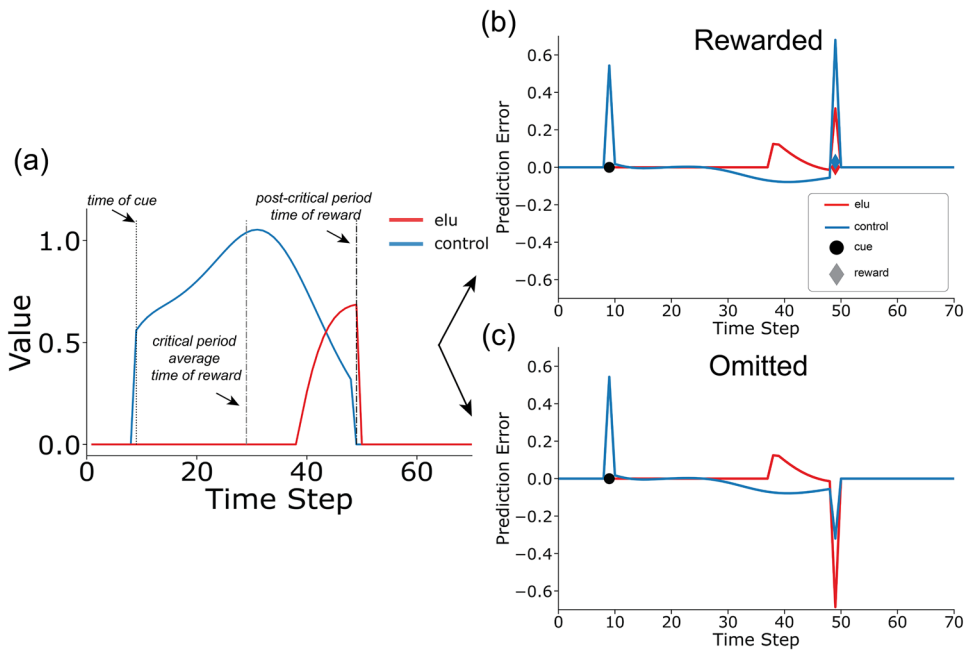 (a)
time of cue
post-critical period
time of reward
elu
control
critical period
average
time of reward
Value
1.0
0.5
0.0
0 20 40 60
Time Step
(b)
Rewarded
Prediction Error
0.6
0.4
0.2
0.0
−0.2
−0.4
−0.6
elu
control
cue
reward
0 10 20 30 40 50 60 70
Time Step
(c)
Omitted
Prediction Error
0.6
0.4
0.2
0.0
−0.2
−0.4
−0.6
0 10 20 30 40 50 60 70
Time Step